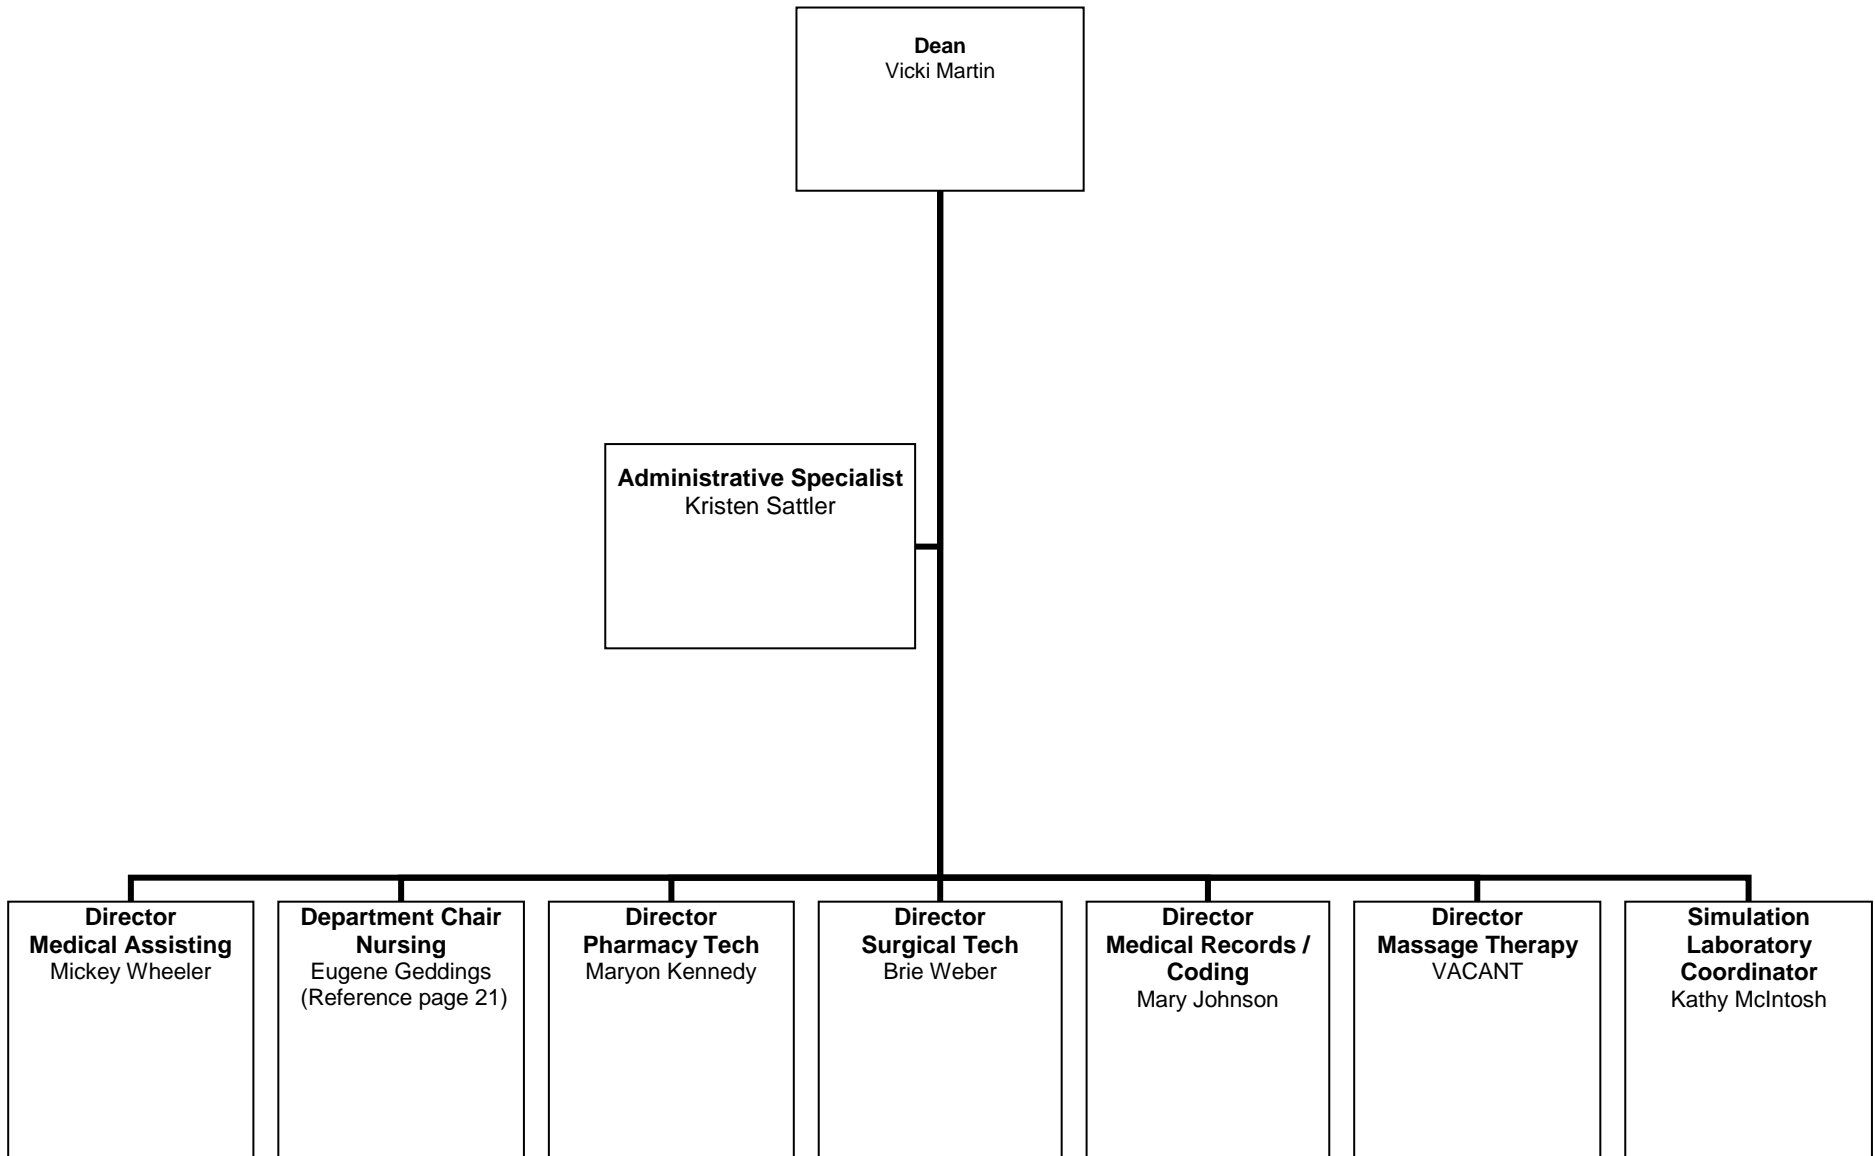 Dean
Vicki Martin
Administrative Specialist
Kristen Sattler
Director
Medical Assisting
Mickey Wheeler
Department Chair
Nursing
Eugene Geddings
(Reference page 21)
Director
Pharmacy Tech
Maryon Kennedy
Director
Surgical Tech
Brie Weber
Director
Medical Records /
Coding
Mary Johnson
Director
Massage Therapy
VACANT
Simulation
Laboratory
Coordinator
Kathy McIntosh